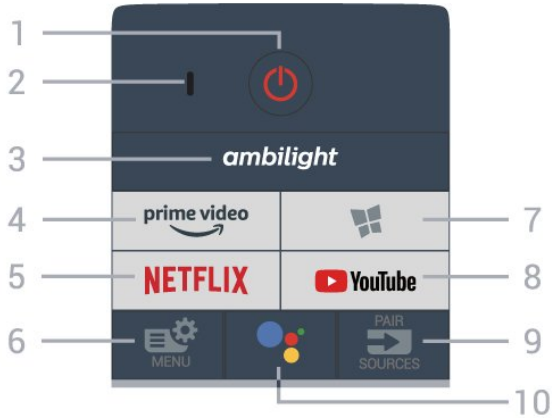 1
2
3 ambilight
4 prime video 7
5 NETFLIX YouTube 8
6 MENU PAIR SOURCES 9
10